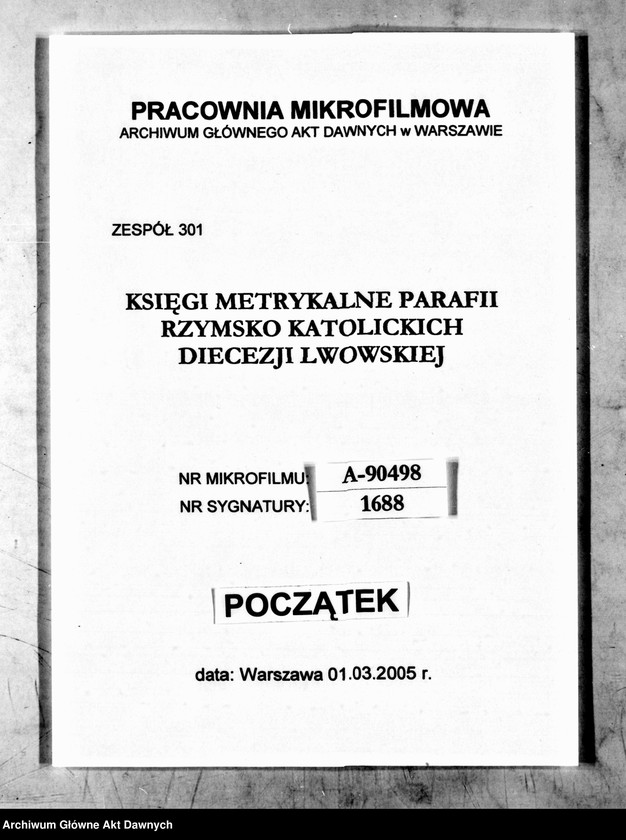 PRACOWNIA MIKROFILMOWA
ARCHIWUM GŁÓWNEGO AKT DAWNYCH w WARSZAWIE
ZESPÓŁ 301
KSIĘGI METRYKALNE PARAFII
RZYMSKO KATOLICKICH
DIECEZJI LWOWSKIEJ
NR MIKROFILMU: A-90498
NR SYGNATURY: 1688
POCZĄTEK
data: Warszawa 01.03.2005 r.
Archiwum Główne Akt Dawnych